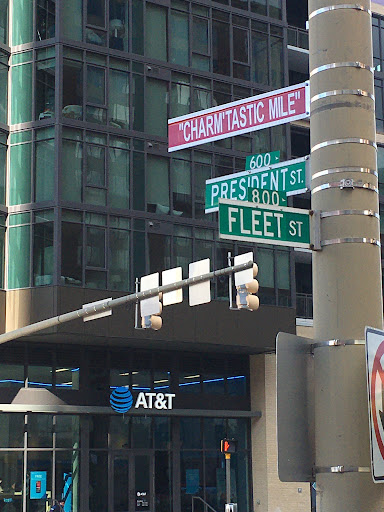 "CHARM'TASTIC MILE"
600
PRESIDENT ST.
800
FLEET ST
AT&T